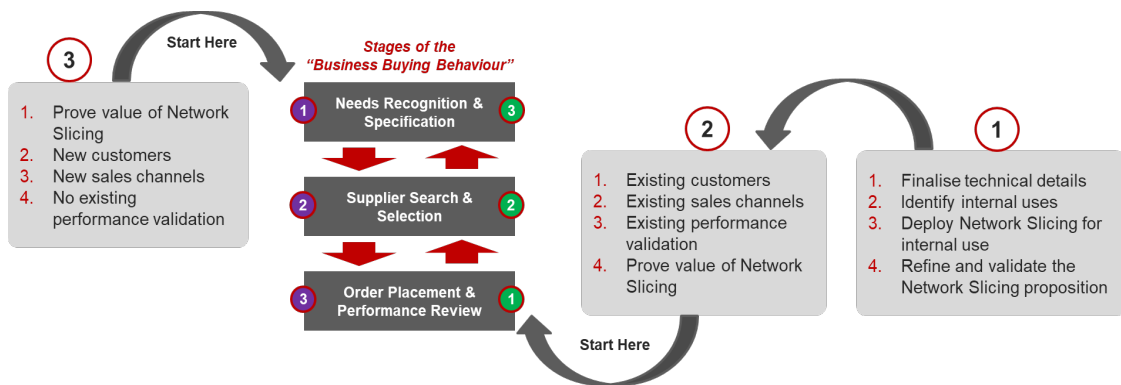 Start Here
3
1. Prove value of Network
Slicing
2. New customers
3. New sales channels
4. No existing
performance validation
Stages of the
“Business Buying Behaviour”
1
Needs Recognition &
Specification
3
2
Supplier Search &
Selection
2
3
Order Placement &
Performance Review
1
2
1. Existing customers
2. Existing sales channels
3. Existing performance
validation
4. Prove value of Network
Slicing
Start Here
1
1. Finalise technical details
2. Identify internal uses
3. Deploy Network Slicing for
internal use
4. Refine and validate the
Network Slicing proposition